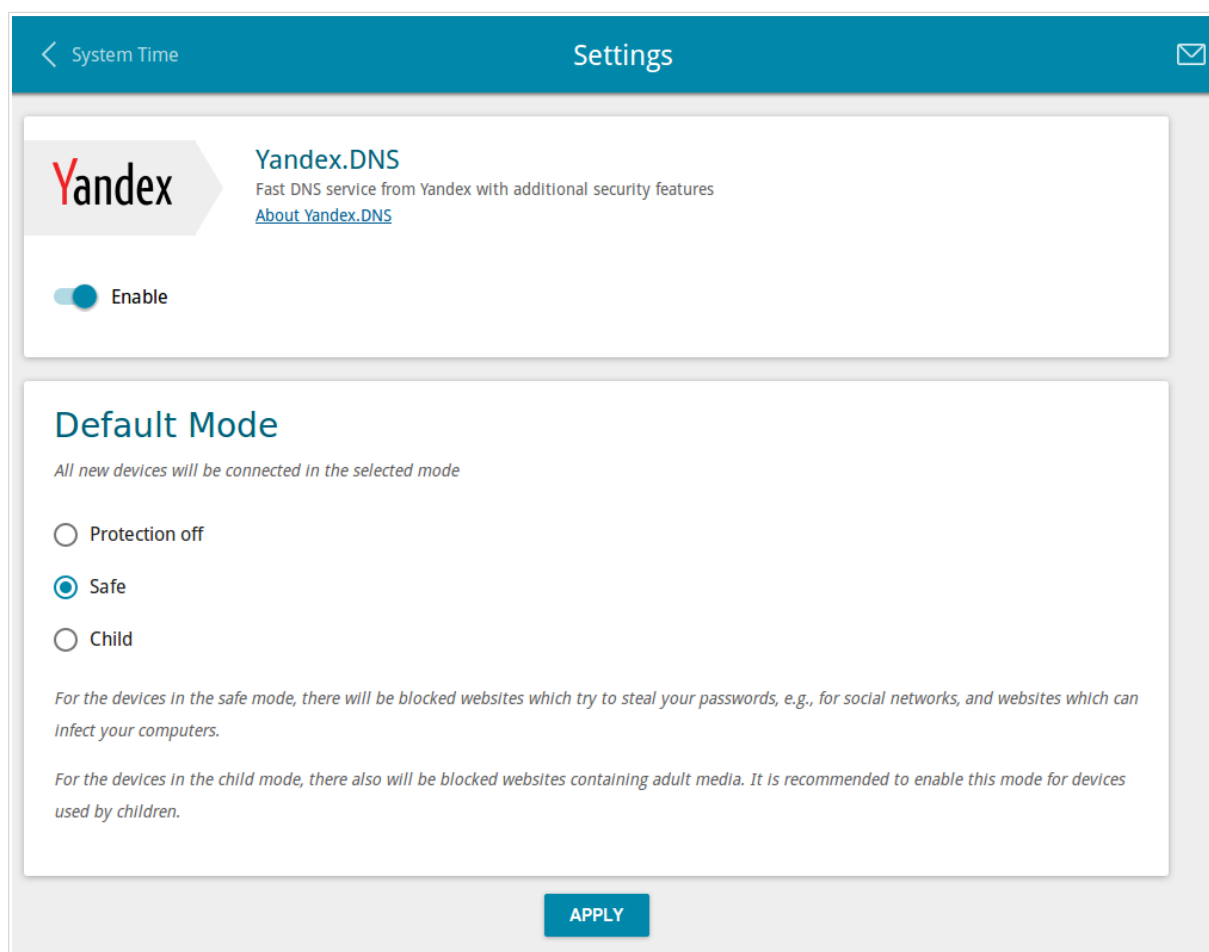 System Time
Settings
Yandex
Yandex.DNS
Fast DNS service from Yandex with additional security features
About Yandex.DNS
Enable
Default Mode
All new devices will be connected in the selected mode
Protection off
Safe
Child
For the devices in the safe mode, there will be blocked websites which try to steal your passwords, e.g., for social networks, and websites which can
infect your computers.
For the devices in the child mode, there also will be blocked websites containing adult media. It is recommended to enable this mode for devices
used by children.
APPLY